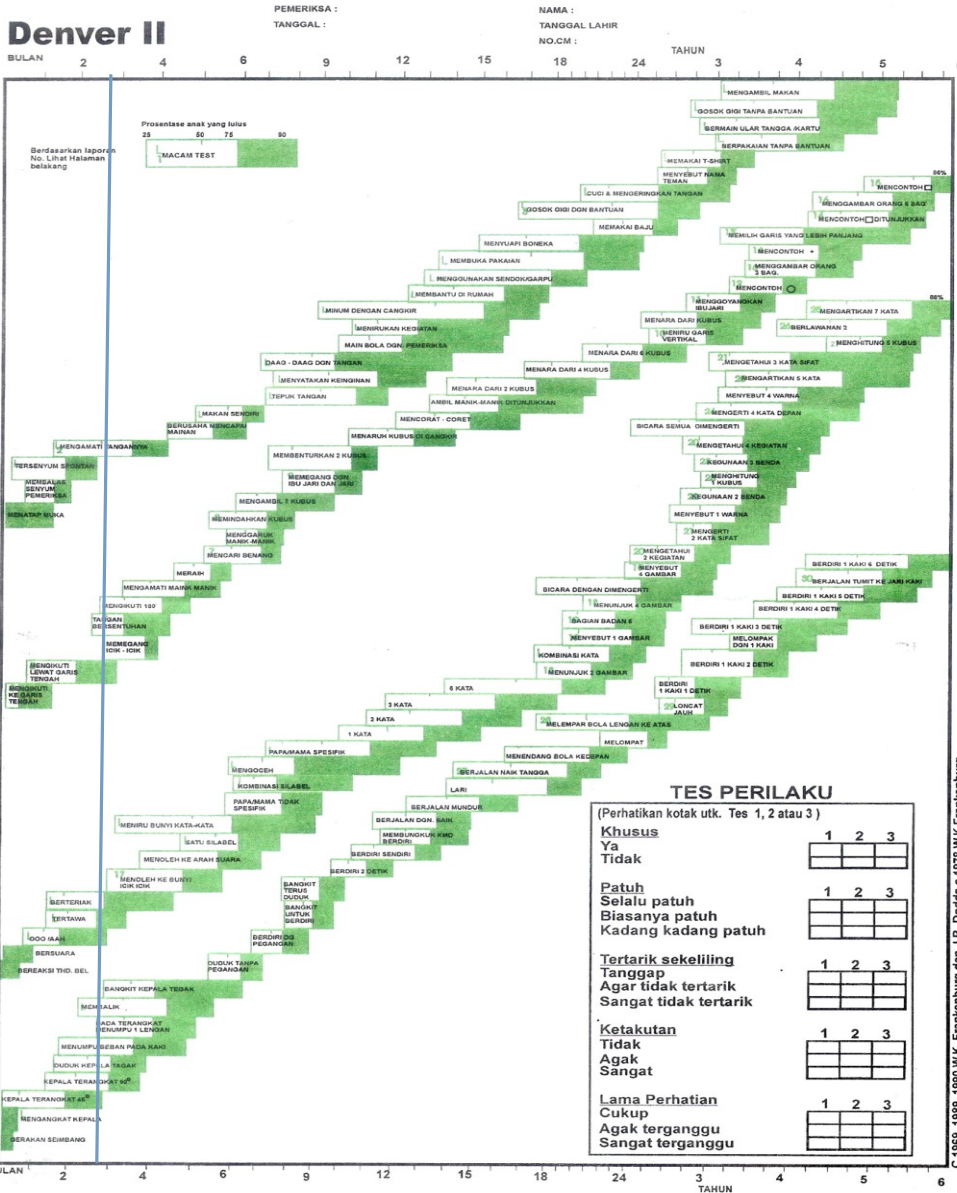 PEMERIKSA :
TANGGAL :
NAMA :
TANGGAL LAHIR
NO.CM :
Denver II
BULAN
TAHUN
2 4 6 9 12 15 18 24 3 4 5
Prosentase anak yang lulus
25 50 75 90
MACAM TEST
Berdasarkan laporan
No. Lihat Halaman
belakang
MENGAMBIL MAKAN
GOSOK GIGI TANPA BANTUAN
BERMAIN ULAR TANGGA /KARTU
BERPAKAIAN TANPA BANTUAN
MEMAKAI T-SHIRT
MENYEBUT NAMA
TEMAN
CUCI & MENGERINGKAN TANGAN
GOSOK GIGI DGN BANTUAN
MEMAKAI BAJU
MENYUAPI BONEKA
MEMBUKA PAKAIAN
MENGGUNAKAN SENDOK/GARPU
MEMBANTU DI RUMAH
MINUM DENGAN CANGKIR
MENIRUKAN KEGIATAN
MAIN BOLA DGN. PEMERIKSA
DAAG - DAAG DGN TANGAN
MENYATAKAN KEINGINAN
TEPUK TANGAN
MAKAN SENDIRI
BERUSAHA MENCAPAI
MAINAN
MENGAMATI TANGANNYA
TERSENYUM SPONTAN
MEMBALAS
SENYUM
PEMERIKSA
MENATAP MUKA
86%
MENCONTOH □
MENGGAMBAR ORANG 6 BAG
MENCONTOH □ DITUNJUKKAN
MEMILIH GARIS YANG LEBIH PANJANG
MENCONTOH +
MENGGAMBAR ORANG
3 BAG.
MENCONTOH ○
MENGGOYANGKAN
IBUJARI
MENARA DARI KUBUS
MENIRU GARIS
VERTIKAL
MENARA DARI 6 KUBUS
MENARA DARI 4 KUBUS
MENARA DARI 2 KUBUS
AMBIL MANIK-MANIK DITUNJUKKAN
MENCORAT - CORET
MENARUH KUBUS DI CANGKIR
MEMBENTURKAN 2 KUBUS
MEMEGANG DGN
IBU JARI DAN JARI
MENGAMBIL 1 KUBUS
MEMINDAHKAN KUBUS
MENGGARUK
MANIK-MANIK
MENCARI BENANG
MERAIH
MENGAMATI MAINK MANIK
MENGIKUTI 180
TANGAN
BERSENTUHAN
MEMEGANG
ICIK - ICIK
MENGIKUTI
LEWAT GARIS
TENGAH
MENGIKUTI
KE GARIS
TENGAH
88%
MENGARTIKAN 7 KATA
BERLAWANAN 2
MENGHITUNG 5 KUBUS
MENGETAHUI 3 KATA SIFAT
MENGARTIKAN 5 KATA
MENYEBUT 4 WARNA
MENGERTI 4 KATA DEPAN
BICARA SEMUA DIMENGERTI
MENGETAHUI 4 KEGIATAN
KEGUNAAN 3 BENDA
MENGHITUNG
1 KUBUS
KEGUNAAN 2 BENDA
MENYEBUT 1 WARNA
MENGERTI
2 KATA SIFAT
MENGETAHUI
2 KEGIATAN
MENYEBUT
4 GAMBAR
BICARA DENGAN DIMENGERTI
MENUNJUK 4 GAMBAR
BAGIAN BADAN 6
MENYEBUT 1 GAMBAR
KOMBINASI KATA
MENUNJUK 2 GAMBAR
6 KATA
3 KATA
2 KATA
1 KATA
PAPA/MAMA SPESIFIK
MENGOCEH
KOMBINASI SILABEL
PAPA/MAMA TIDAK
SPESIFIK
MENIRU BUNYI KATA-KATA
SATU SILABEL
MENOLEH KE ARAH SUARA
MENOLEH KE BUNYI
ICIK ICIK
BERTERIAK
TERTAWA
OOO /AAH
BERSUARA
BEREAKSI THD. BEL
BERDIRI 1 KAKI 6 DETIK
BERJALAN TUMIT KE JARI KAKI
BERDIRI 1 KAKI 5 DETIK
BERDIRI 1 KAKI 4 DETIK
BERDIRI 1 KAKI 3 DETIK
MELOMPAK
DGN 1 KAKI
BERDIRI 1 KAKI 2 DETIK
BERDIRI
1 KAKI 1 DETIK
LONCAT
JAUH
MELEMPAR BOLA LENGAN KE ATAS
MELOMPAT
MENENDANG BOLA KEDEPAN
BERJALAN NAIK TANGGA
LARI
BERJALAN MUNDUR
BERJALAN DGN. BAIK
MEMBUNGKUK KMD
BERDIRI
BERDIRI SENDIRI
BERDIRI 2 DETIK
BANGKIT
TERUS
DUDUK
BANGKIT
UNTUK
BERDIRI
BERDIRI DG
PEGANGAN
DUDUK TANPA
PEGANGAN
BANGKIT KEPALA TEGAK
MEMBALIK
DADA TERANGKAT
MENUMPU 1 LENGAN
MENUMPU BEBAN PADA KAKI
DUDUK KEPALA TAGAK
KEPALA TERANGKAT 90°
KEPALA TERANGKAT 45°
MENGANGKAT KEPALA
GERAKAN SEIMBANG
TES PERILAKU
(Perhatikan kotak utk. Tes 1, 2 atau 3 )
Khusus 1 2 3
Ya
Tidak
Patuh 1 2 3
Selalu patuh
Biasanya patuh
Kadang kadang patuh
Tertarik sekeliling 1 2 3
Tanggap
Agar tidak tertarik
Sangat tidak tertarik
Ketakutan 1 2 3
Tidak
Agak
Sangat
Lama Perhatian 1 2 3
Cukup
Agak terganggu
Sangat terganggu
ULAN
2 4 6 9 12 15 18 24 3 4 5 6
TAHUN